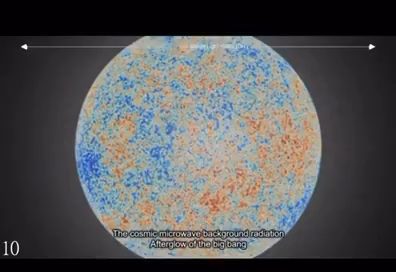 The cosmic microwave background radiation
Afterglow of the big bang
10